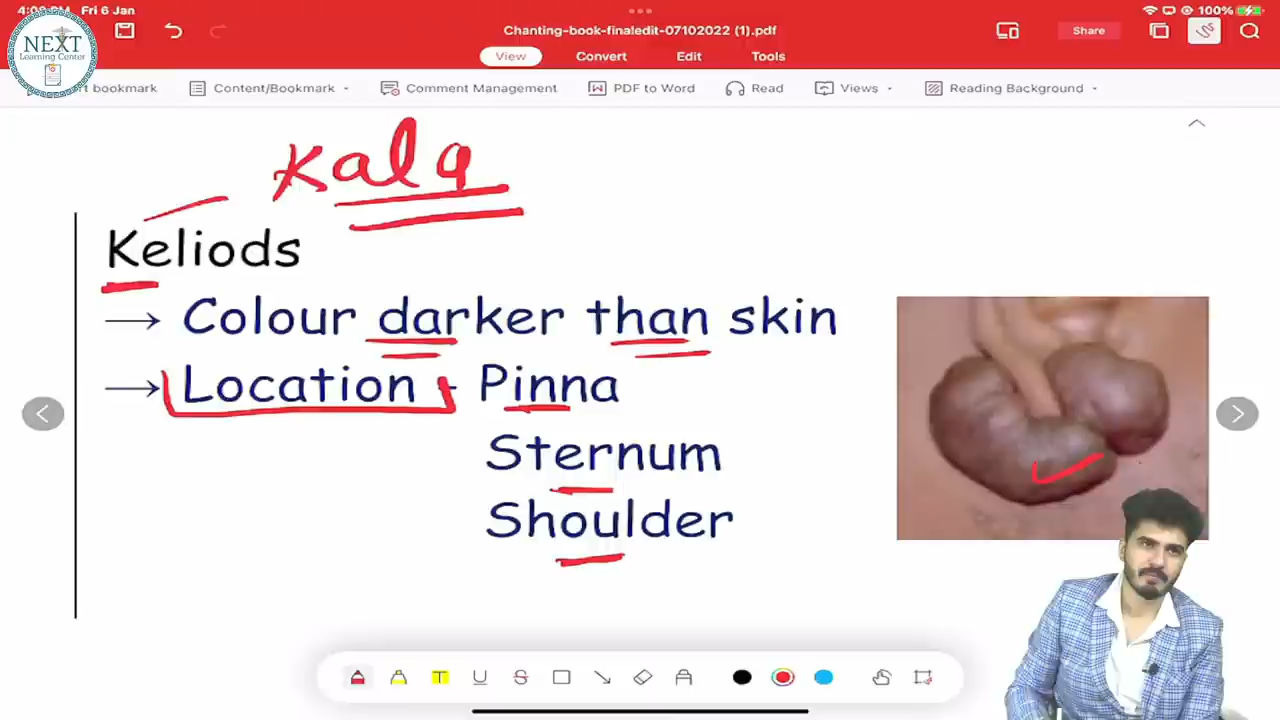 4:08 PM Fri 6 Jan
100%
NEXT
Learning Center
Chanting-book-finaledit-07102022 (1).pdf
Share
View Convert Edit Tools
bookmark Content/Bookmark Comment Management PDF to Word Read Views Reading Background
Kala
Keliods
→ Colour darker than skin
→ Location - Pinna
Sternum
Shoulder
T U S